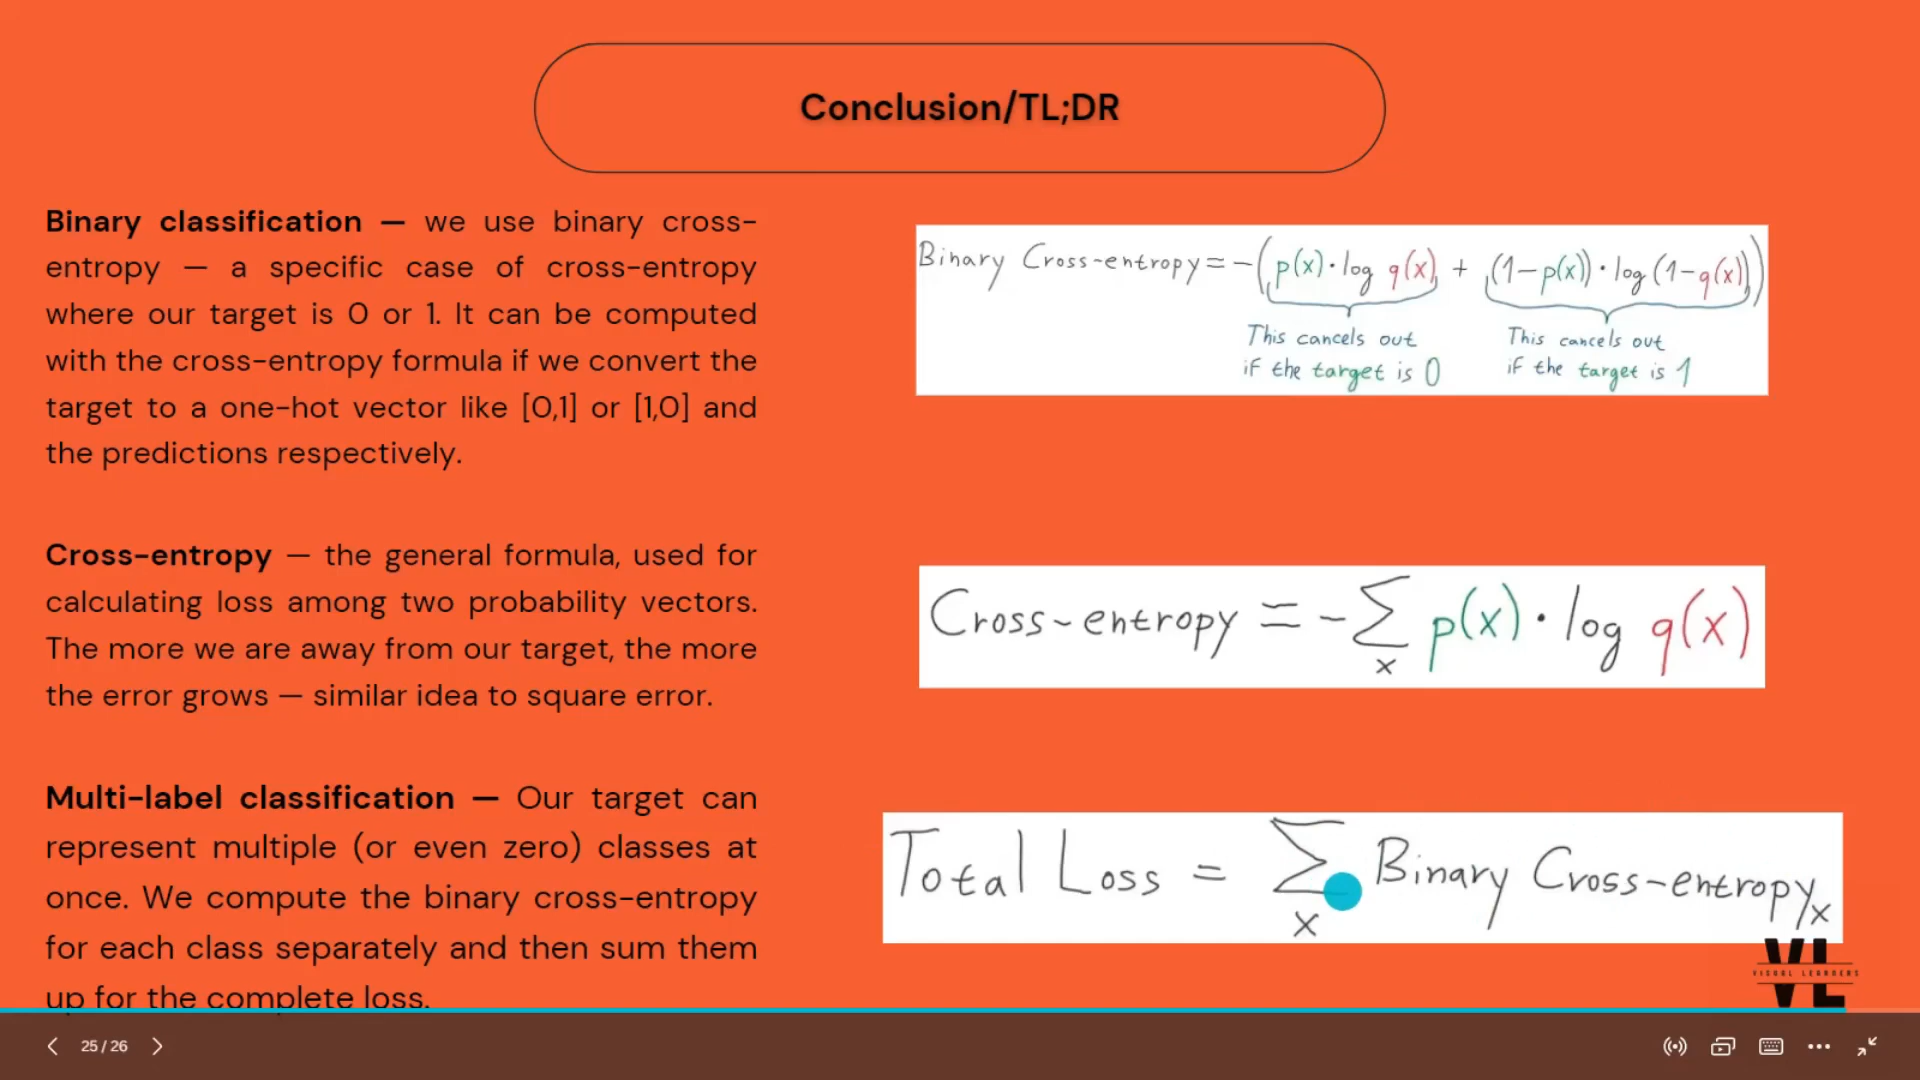 Conclusion/TL;DR
Binary classification — we use binary cross-
entropy — a specific case of cross-entropy
where our target is 0 or 1. It can be computed
with the cross-entropy formula if we convert the
target to a one-hot vector like [0,1] or [1,0] and
the predictions respectively.
Binary Cross-entropy = -(p(x)·log q(x) + (1-p(x))·log(1-q(x)))
This cancels out
if the target is 0
This cancels out
if the target is 1
Cross-entropy — the general formula, used for
calculating loss among two probability vectors.
The more we are away from our target, the more
the error grows — similar idea to square error.
Cross-entropy = -∑ p(x)·log q(x)
x
Multi-label classification — Our target can
represent multiple (or even zero) classes at
once. We compute the binary cross-entropy
for each class separately and then sum them
up for the complete loss.
Total Loss = ∑ Binary Cross-entropy x
x
VL
VISUAL LEARNERS
25 / 26